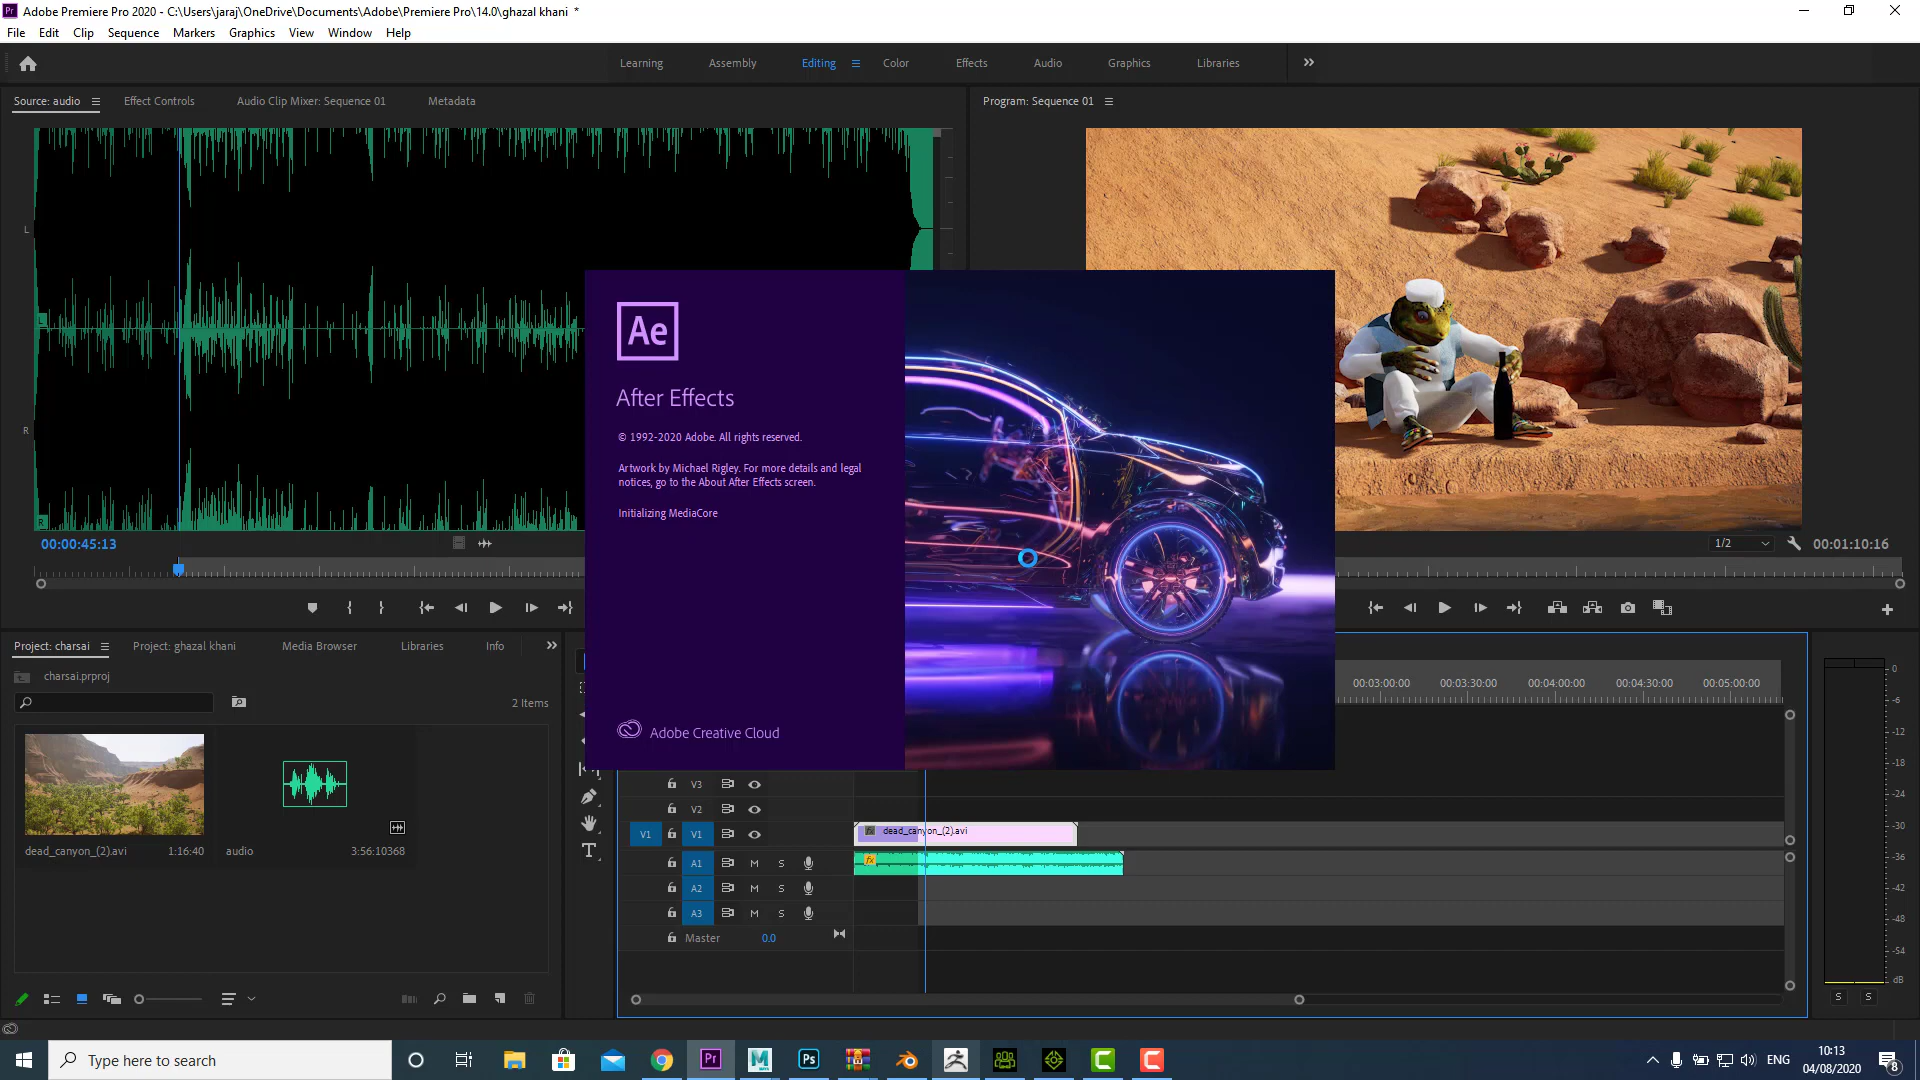 Adobe Premiere Pro 2020 - C:\Users\jaraj\OneDrive\Documents\Adobe\Premiere Pro\14.0\ghazal khani *
File Edit Clip Sequence Markers Graphics View Window Help
Learning Assembly Editing Color Effects Audio Graphics Libraries
Source: audio Effect Controls Audio Clip Mixer: Sequence 01 Metadata
Program: Sequence 01
L
R
L
R
Ae
After Effects
© 1992-2020 Adobe. All rights reserved.
Artwork by Michael Rigley. For more details and legal
notices, go to the About After Effects screen.
Initializing MediaCore
Adobe Creative Cloud
00:00:45:13
1/2 00:01:10:16
Project: charsai Project: ghazal khani Media Browser Libraries Info
charsai.prproj
2 Items
dead_canyon_(2).avi 1:16:40
audio 3:56:10368
00:03:00:00 00:03:30:00 00:04:00:00 00:04:30:00 00:05:00:00
V3
V2
V1 V1 fx dead_canyon_(2).avi
A1 M S fx
A2 M S
A3 M S
Master 0.0
0
-6
-12
-18
-24
-30
-36
-42
-48
-54
dB
S S
Type here to search
Pr
M
Ps
C
C
ENG
10:13
04/08/2020
8